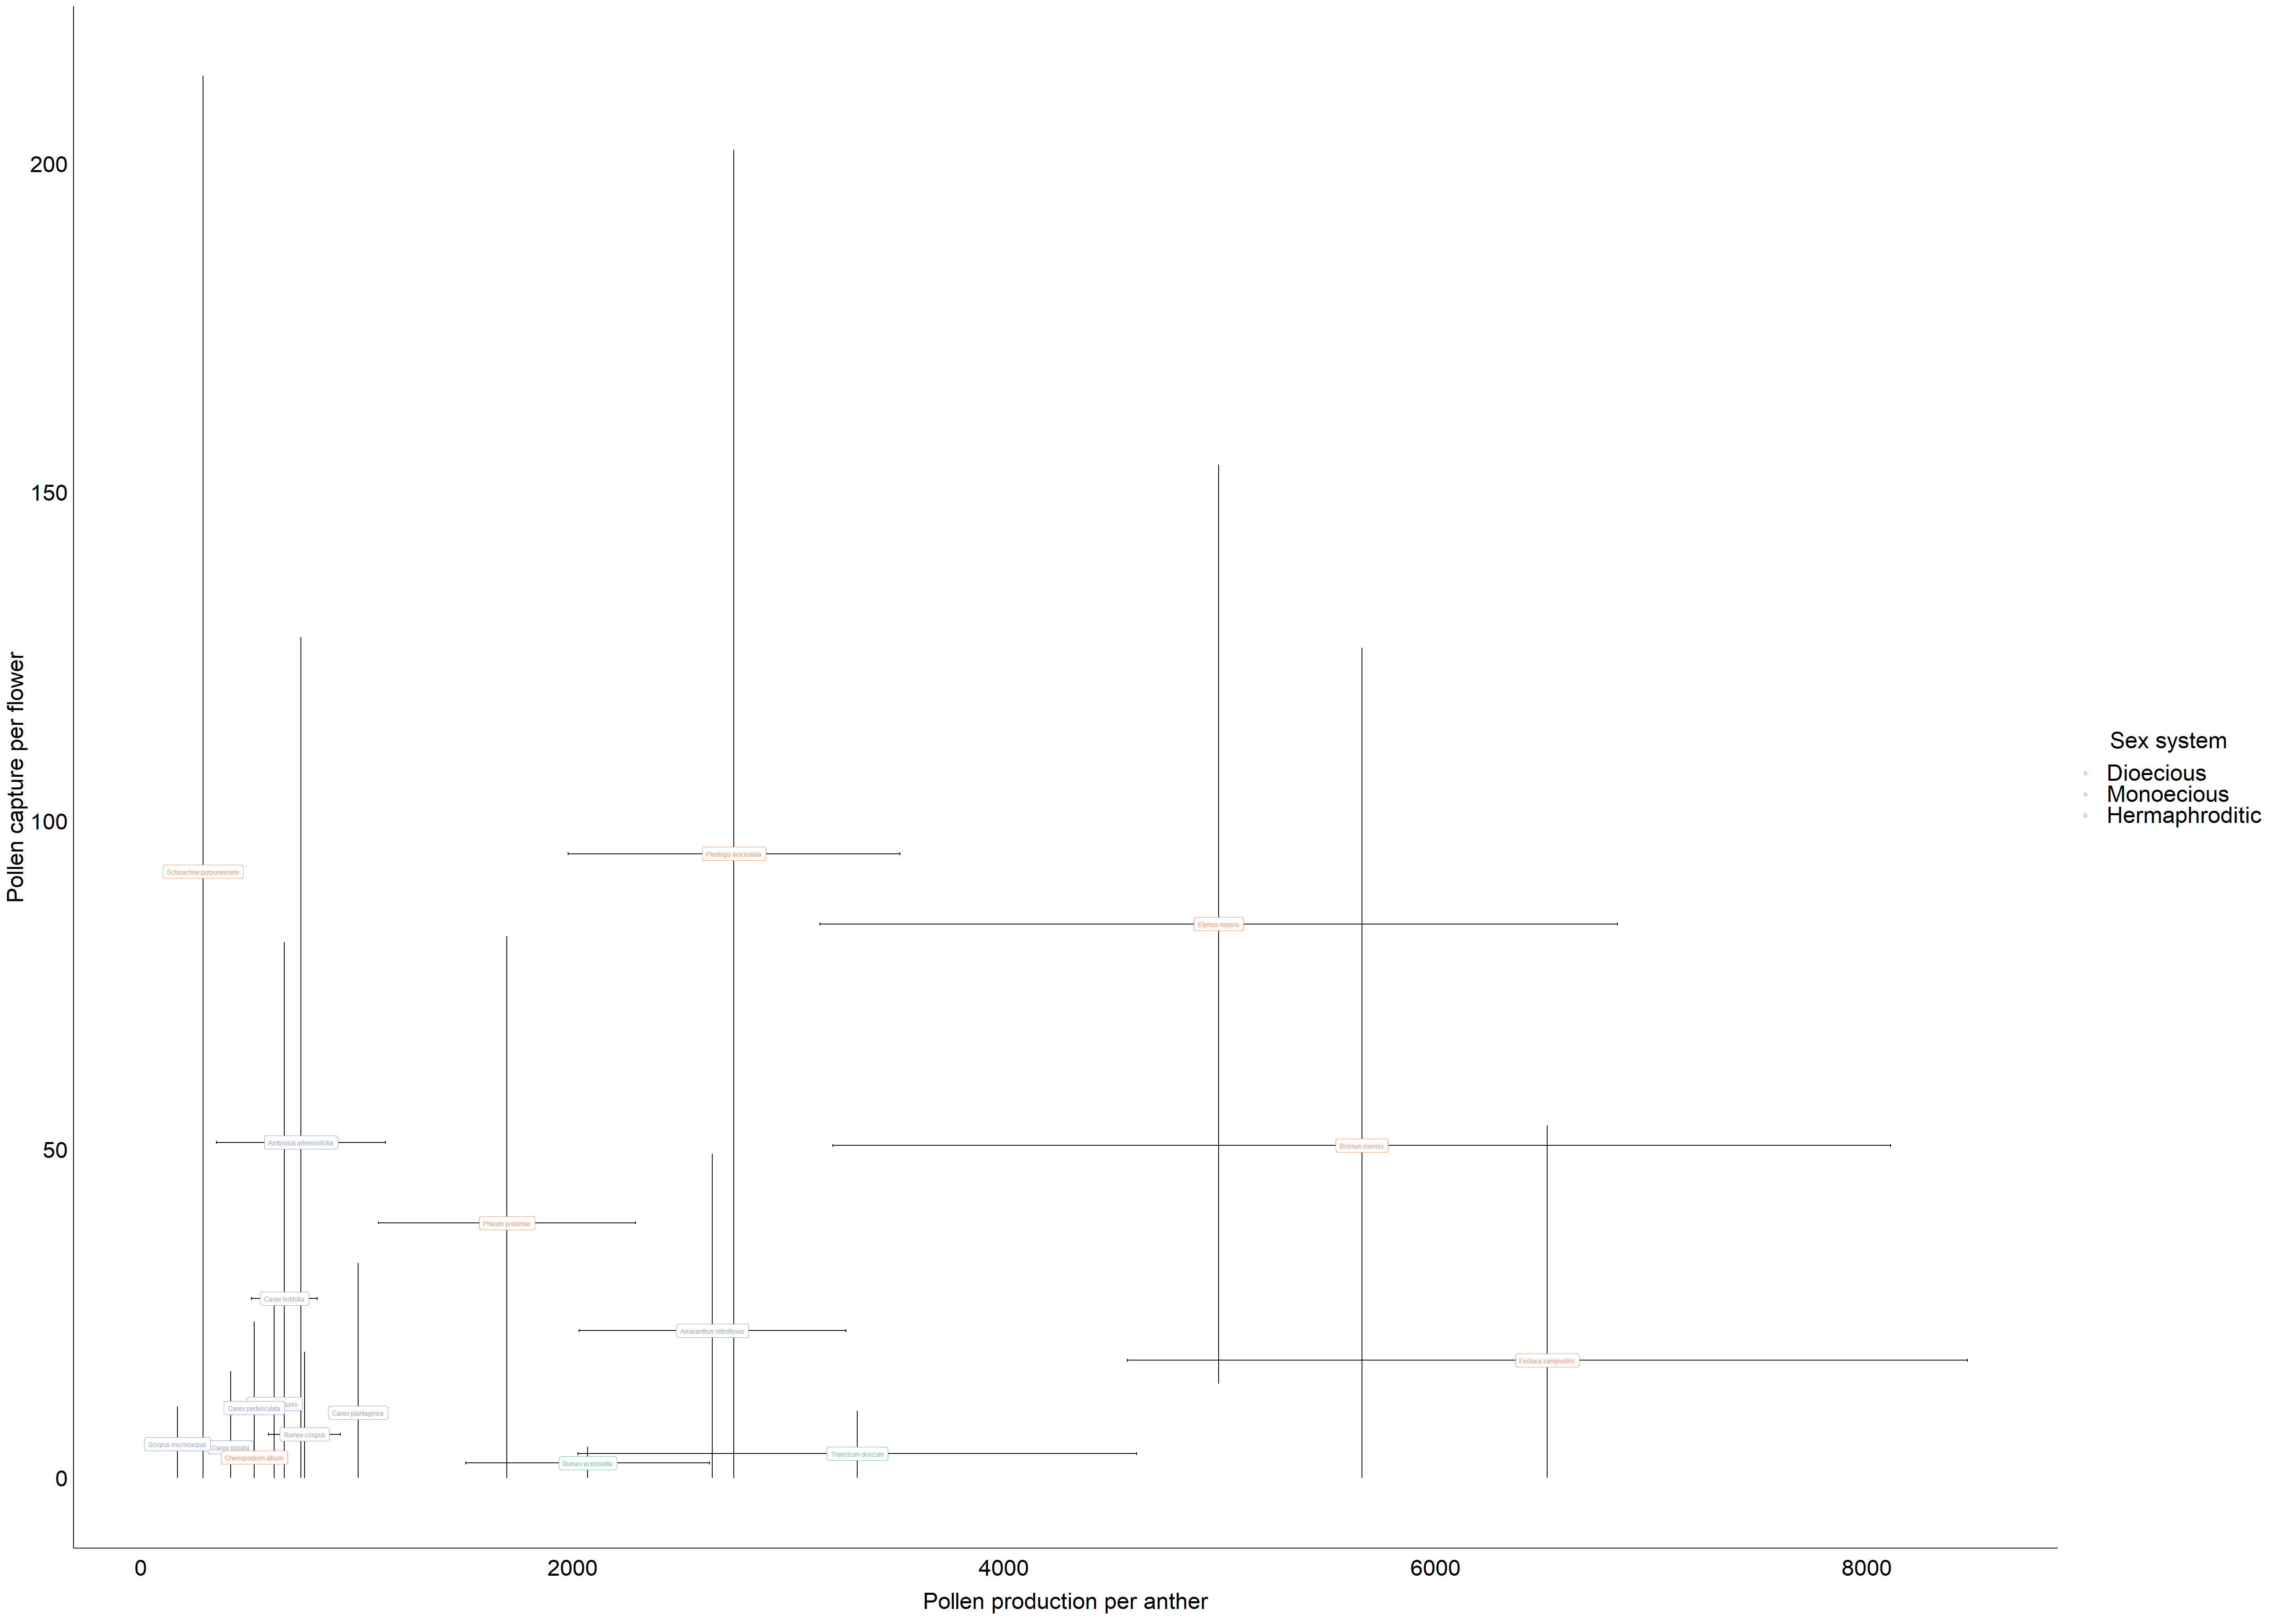 200
150
100
50
0
Pollen capture per flower
Schizachne purpurascens
Plantago lanceolata
Elymus repens
Ambrosia artemisiifolia
Bromus inermis
Phleum pratense
Carex hirtifolia
Amaranthus retroflexus
Festuca campestris
Carex pedunculata
Carex plantaginea
Rumex crispus
Scirpus microcarpus
Carex stipata
Chenopodium album
Thalictrum dioicum
Rumex acetosella
0 2000 4000 6000 8000
Pollen production per anther
Sex system
Dioecious
Monoecious
Hermaphroditic